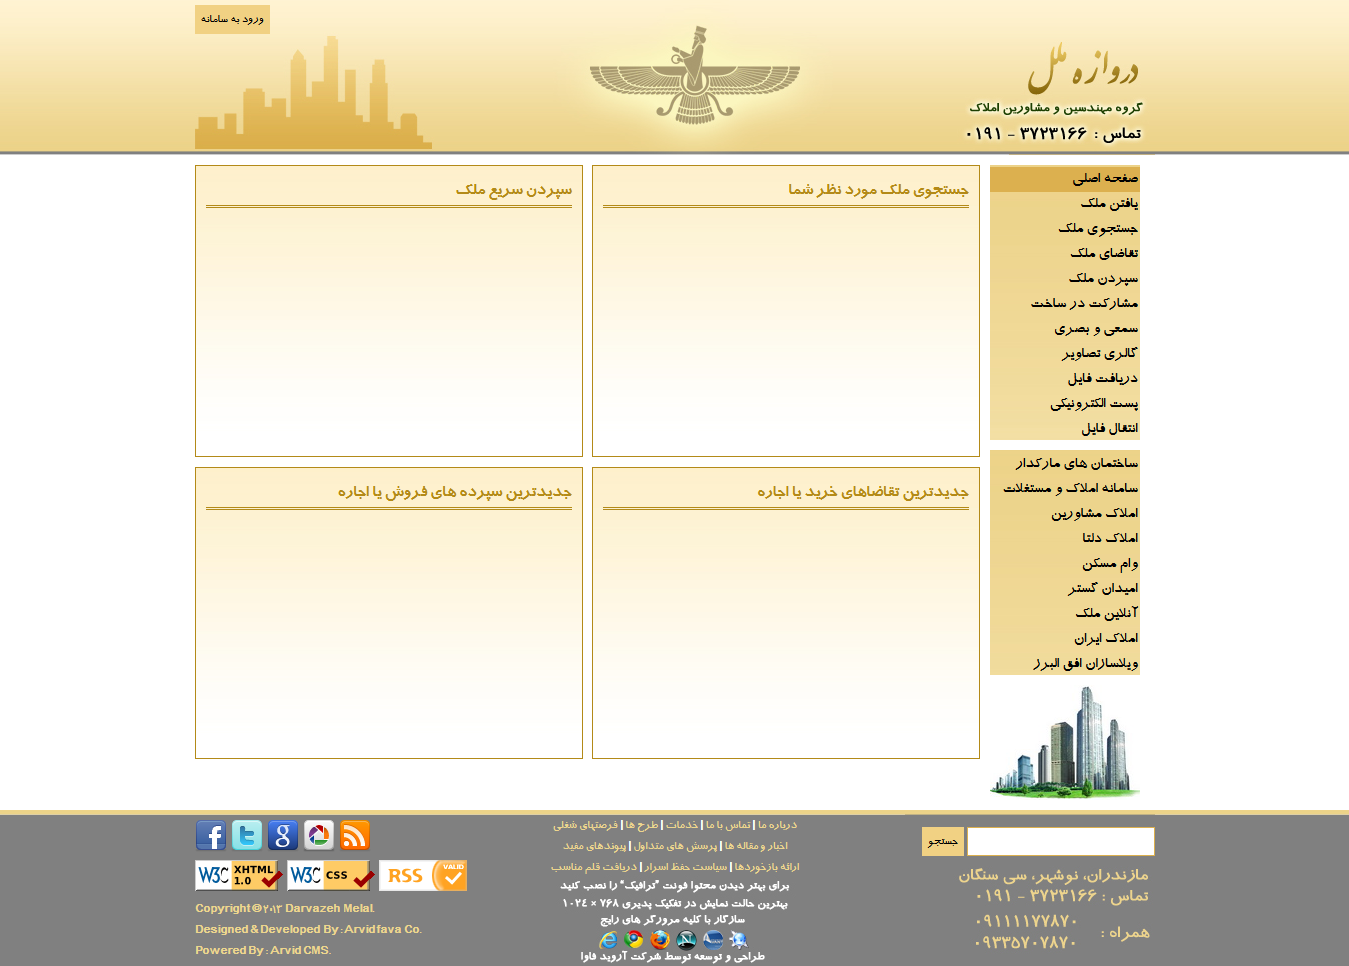 ورود به سامانه
دروازه ملل
گروه مهندسین و مشاورین املاک
تماس : ۳۷۲۳۱۶۶ - ۰۱۹۱
صفحه اصلی
یافتن ملک
جستجوی ملک
تقاضای ملک
سپردن ملک
مشارکت در ساخت
سمعی و بصری
گالری تصاویر
دریافت فایل
پست الکترونیکی
انتقال فایل
ساختمان های مارکدار
سامانه املاک و مستغلات
املاک مشاورین
املاک دلتا
وام مسکن
امیدان گستر
آنلاین ملک
املاک ایران
ویلاسازان افق البرز
جستجوی ملک مورد نظر شما
سپردن سریع ملک
جدیدترین تقاضاهای خرید یا اجاره
جدیدترین سپرده های فروش یا اجاره
جستجو
مازندران، نوشهر، سی سنگان
تماس : ۳۷۲۳۱۶۶ - ۰۱۹۱
همراه :
۰۹۱۱۱۱۷۷۸۷۰
۰۹۳۳۵۷۰۷۸۷۰
درباره ما | تماس با ما | خدمات | طرح ها | فرصتهای شغلی
اخبار و مقاله ها | پرسش های متداول | پیوندهای مفید
ارائه بازخوردها | سیاست حفظ اسرار | دریافت قلم مناسب
برای بهتر دیدن محتوا فونت "ترافیک" را نصب کنید
بهترین حالت نمایش در تفکیک پذیری ۷۶۸ × ۱۰۲۴
سازگار با کلیه مرورگر های رایج
طراحی و توسعه توسط شرکت آروید فاوا
W3C XHTML 1.0
W3C CSS
RSS VALID
Copyright © ۲۰۱۳ Darvazeh Melal.
Designed & Developed By : Arvid fava Co.
Powered By : Arvid CMS.